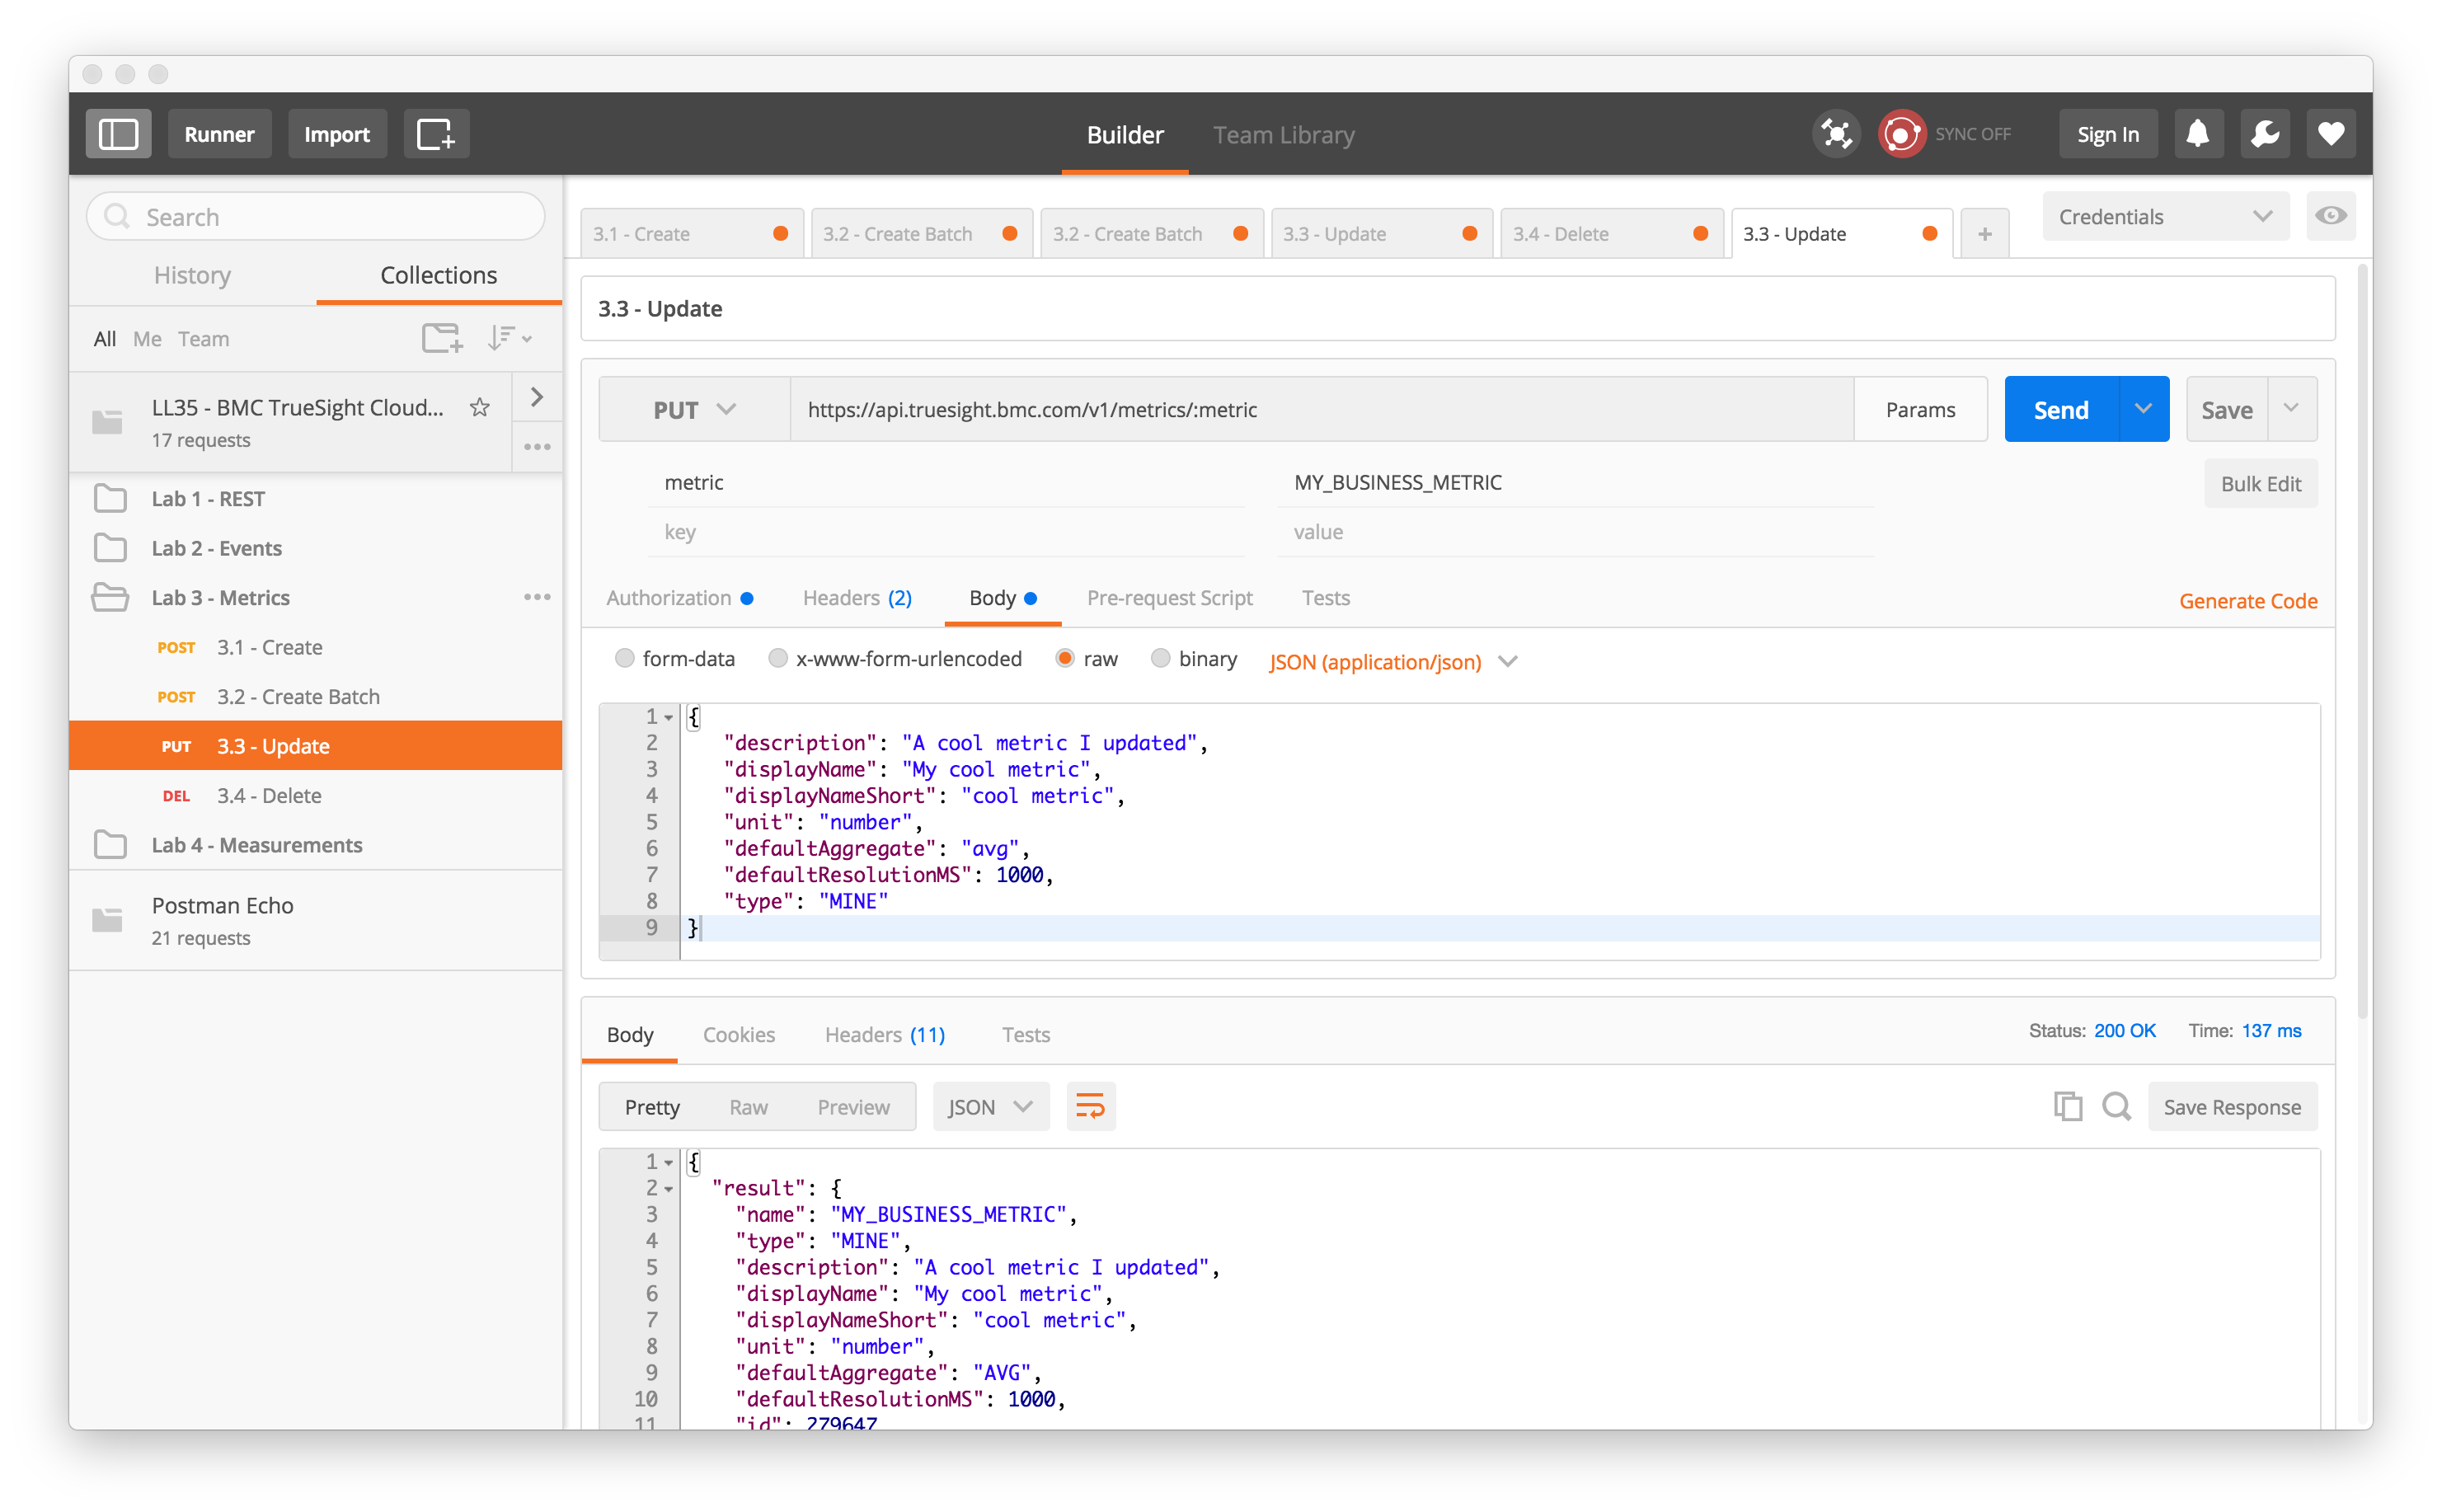 Runner Import Builder Team Library SYNC OFF Sign In
Search
History Collections
All Me Team
LL35 - BMC TrueSight Cloud...
17 requests
Lab 1 - REST
Lab 2 - Events
Lab 3 - Metrics
POST 3.1 - Create
POST 3.2 - Create Batch
PUT 3.3 - Update
DEL 3.4 - Delete
Lab 4 - Measurements
Postman Echo
21 requests
3.1 - Create 3.2 - Create Batch 3.2 - Create Batch 3.3 - Update 3.4 - Delete 3.3 - Update + Credentials
3.3 - Update
PUT https://api.truesight.bmc.com/v1/metrics/:metric Params Send Save
metric MY_BUSINESS_METRIC Bulk Edit
key value
Authorization Headers (2) Body Pre-request Script Tests Generate Code
form-data x-www-form-urlencoded raw binary JSON (application/json)
1 {
2 "description": "A cool metric I updated",
3 "displayName": "My cool metric",
4 "displayNameShort": "cool metric",
5 "unit": "number",
6 "defaultAggregate": "avg",
7 "defaultResolutionMS": 1000,
8 "type": "MINE"
9 }
Body Cookies Headers (11) Tests Status: 200 OK Time: 137 ms
Pretty Raw Preview JSON Save Response
1 {
2 "result": {
3 "name": "MY_BUSINESS_METRIC",
4 "type": "MINE",
5 "description": "A cool metric I updated",
6 "displayName": "My cool metric",
7 "displayNameShort": "cool metric",
8 "unit": "number",
9 "defaultAggregate": "AVG",
10 "defaultResolutionMS": 1000,
11 "id": 279647